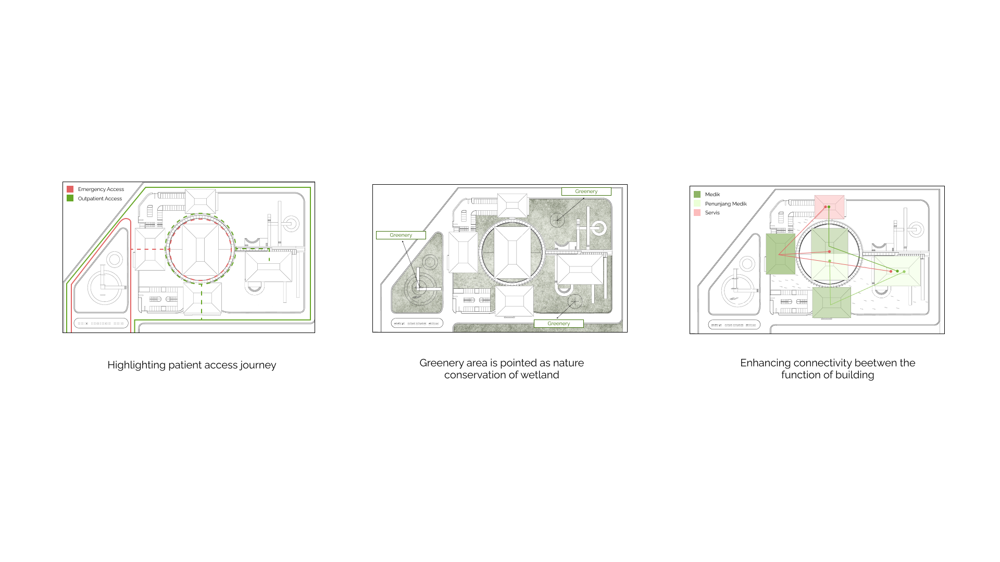 Emergency Access
Outpatient Access
Highlighting patient access journey
Greenery
Greenery
Greenery
Greenery area is pointed as nature
conservation of wetland
Medik
Penunjang Medik
Servis
Enhancing connectivity beetwen the
function of building